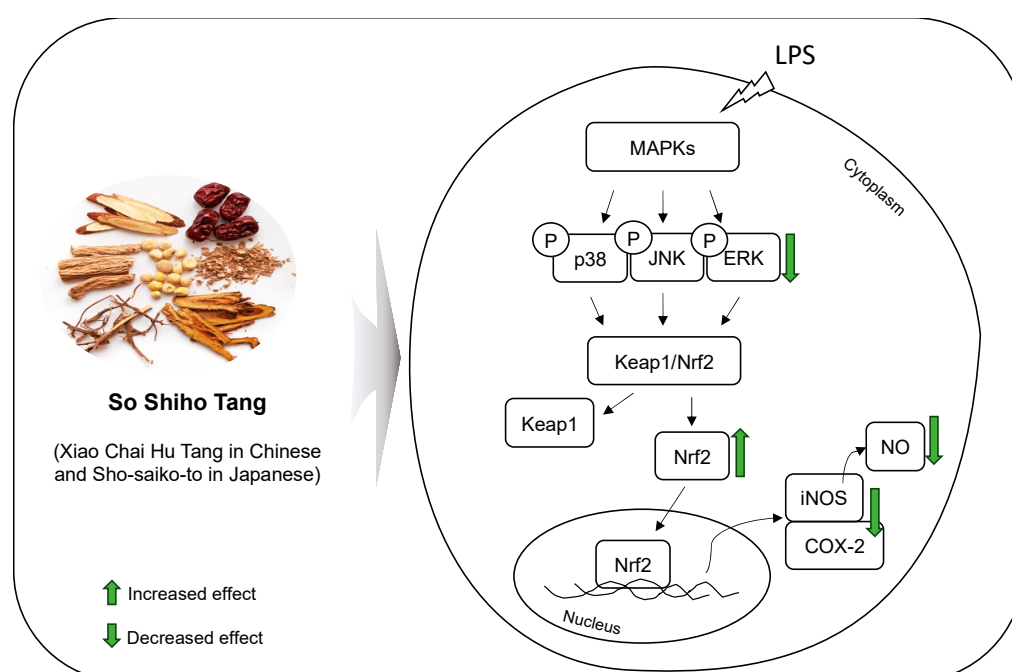 LPS
MAPKs
Cytoplasm
P
P
P
p38
JNK
ERK
Keap1/Nrf2
Keap1
Nrf2
NO
iNOS
COX-2
Nrf2
Nucleus
So Shiho Tang
(Xiao Chai Hu Tang in Chinese
and Sho-saiko-to in Japanese)
Increased effect
Decreased effect